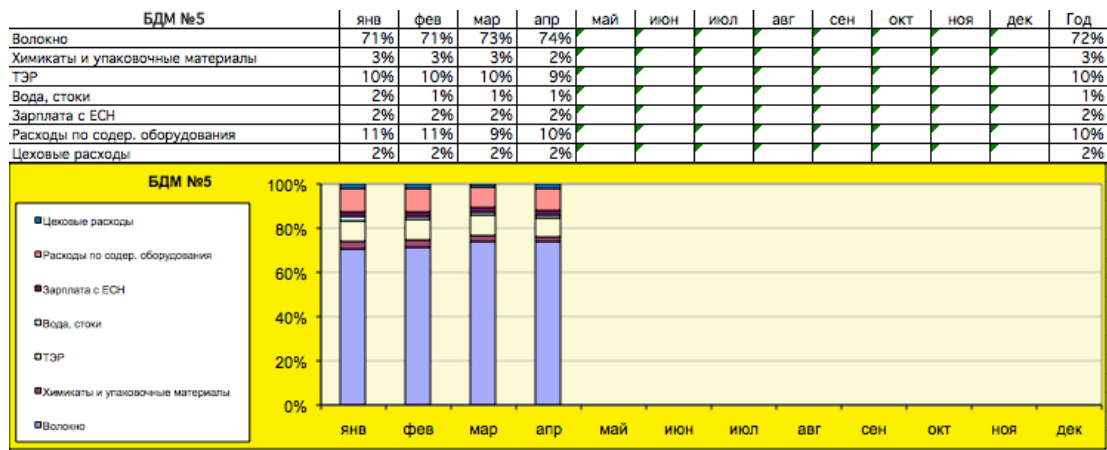 БДМ №5 янв фев мар апр май июн июл авг сен окт ноя дек Год
Волокно 71% 71% 73% 74% 72%
Химикаты и упаковочные материалы 3% 3% 3% 2% 3%
ТЭР 10% 10% 10% 9% 10%
Вода, стоки 2% 1% 1% 1% 1%
Зарплата с ЕСН 2% 2% 2% 2% 2%
Расходы по содер. оборудования 11% 11% 9% 10% 10%
Цеховые расходы 2% 2% 2% 2% 2%
БДМ №5
Цеховые расходы
Расходы по содер. оборудования
Зарплата с ЕСН
Вода, стоки
ТЭР
Химикаты и упаковочные материалы
Волокно
100%
80%
60%
40%
20%
0%
янв фев мар апр май июн июл авг сен окт ноя дек